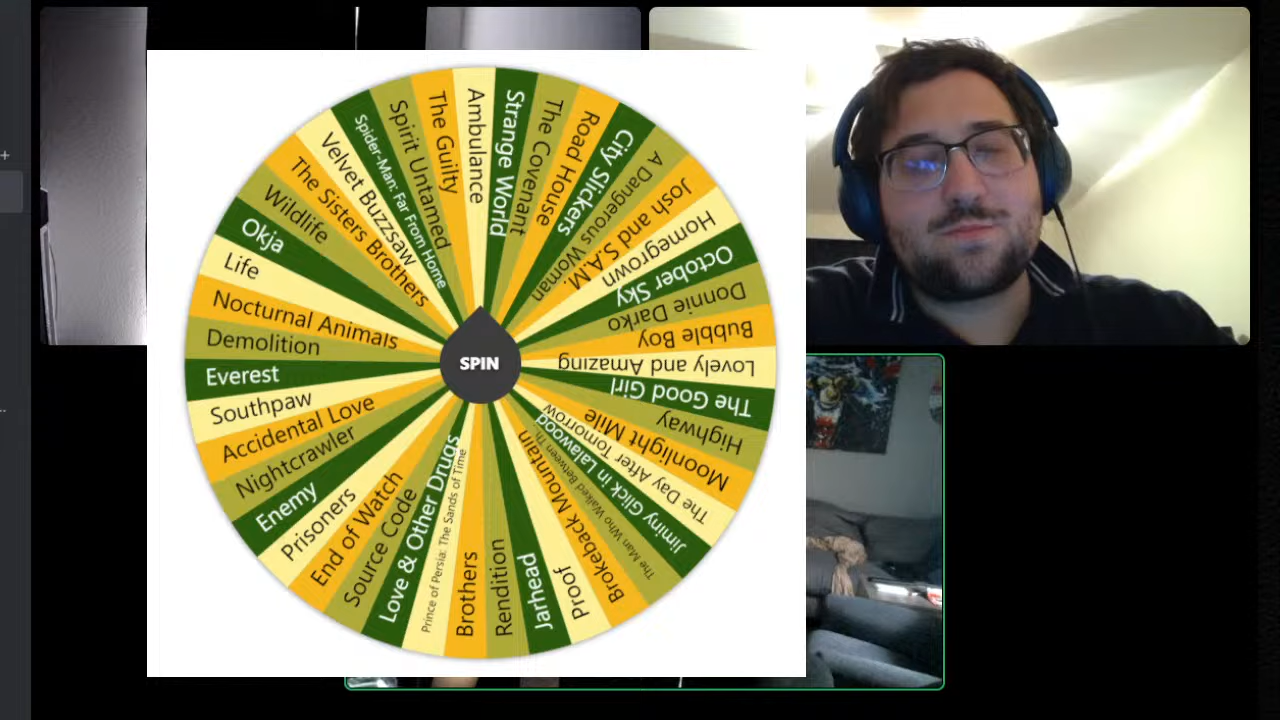 Ambulance
Strange World
The Covenant
Road House
City Slickers
A Dangerous Woman
Josh and S.A.M.
Homegrown
October Sky
Donnie Darko
Bubble Boy
Lovely and Amazing
The Good Girl
Highway
Moonlight Mile
The Day After Tomorrow
Jiminy Glick in Lalawood
The Man Who Walked Between Th...
Brokeback Mountain
Proof
Jarhead
Rendition
Brothers
Prince of Persia: The Sands of Time
Love & Other Drugs
Source Code
End of Watch
Prisoners
Enemy
Nightcrawler
Accidental Love
Southpaw
Everest
Demolition
Nocturnal Animals
Life
Okja
Wildlife
The Sisters Brothers
Velvet Buzzsaw
Spider-Man: Far From Home
Spirit Untamed
The Guilty
SPIN